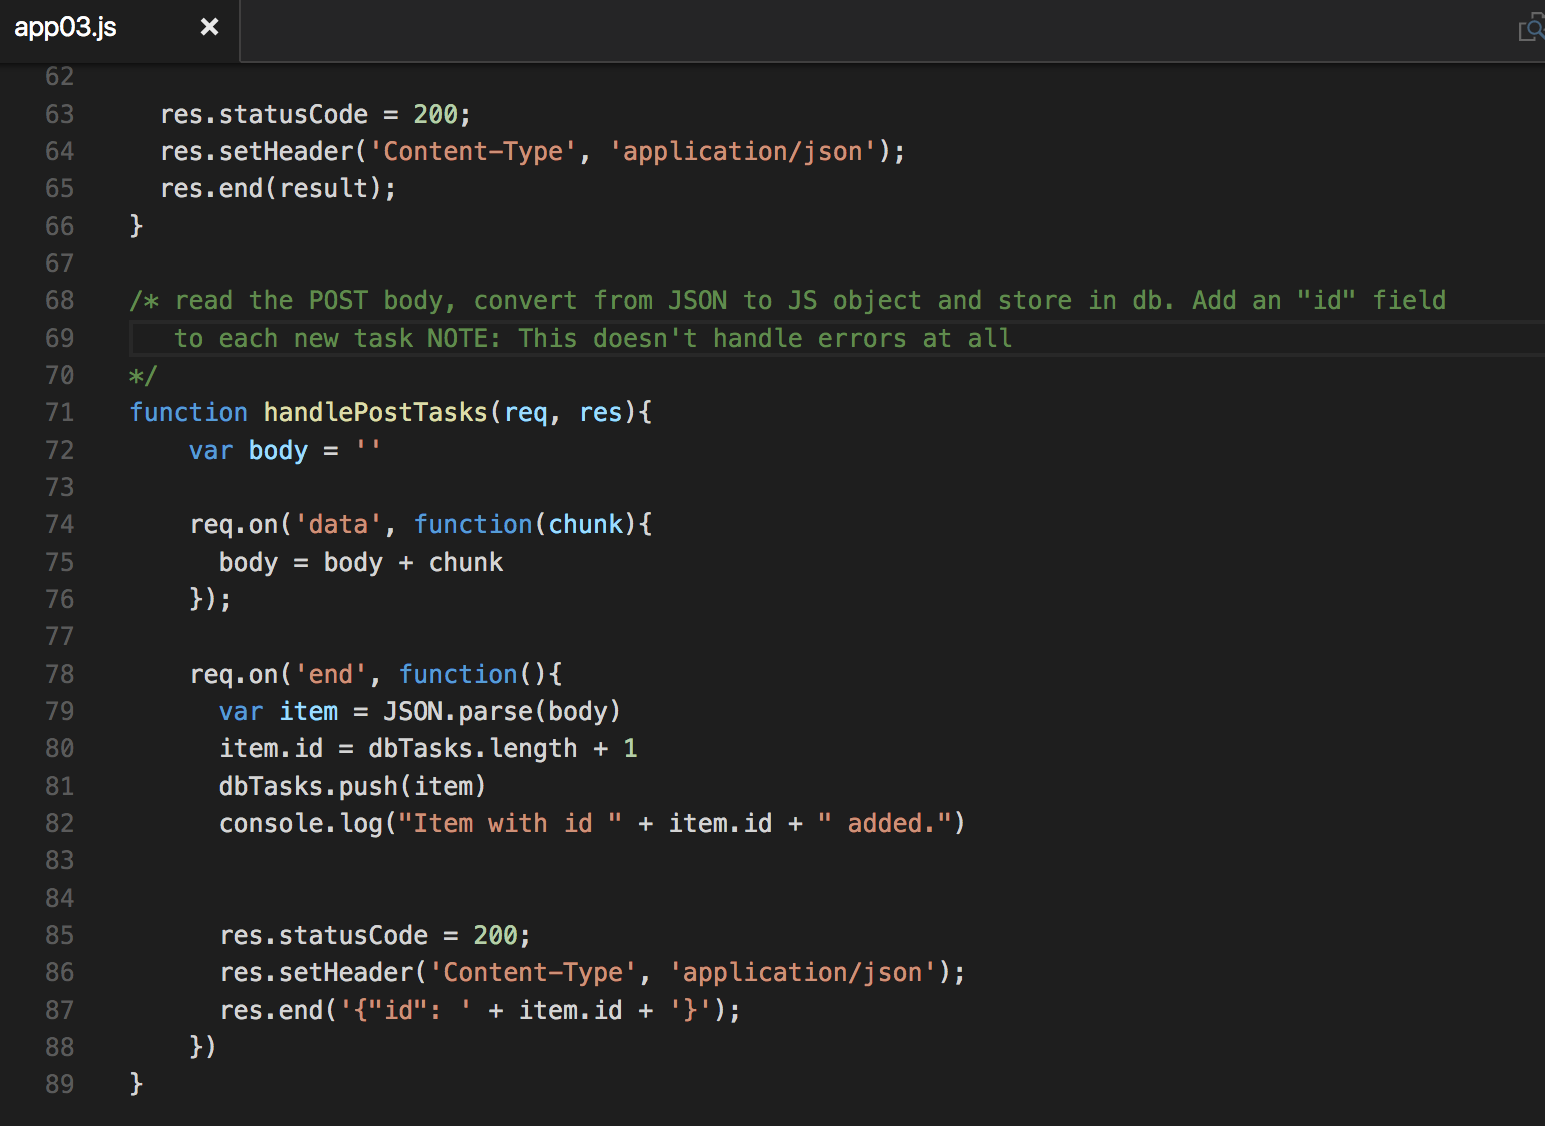 app03.js ×
62
63 res.statusCode = 200;
64 res.setHeader('Content-Type', 'application/json');
65 res.end(result);
66 }
67
68 /* read the POST body, convert from JSON to JS object and store in db. Add an "id" field
69 to each new task NOTE: This doesn't handle errors at all
70 */
71 function handlePostTasks(req, res){
72 var body = ''
73
74 req.on('data', function(chunk){
75 body = body + chunk
76 });
77
78 req.on('end', function(){
79 var item = JSON.parse(body)
80 item.id = dbTasks.length + 1
81 dbTasks.push(item)
82 console.log("Item with id " + item.id + " added.")
83
84
85 res.statusCode = 200;
86 res.setHeader('Content-Type', 'application/json');
87 res.end('{"id": ' + item.id + '}');
88 })
89 }